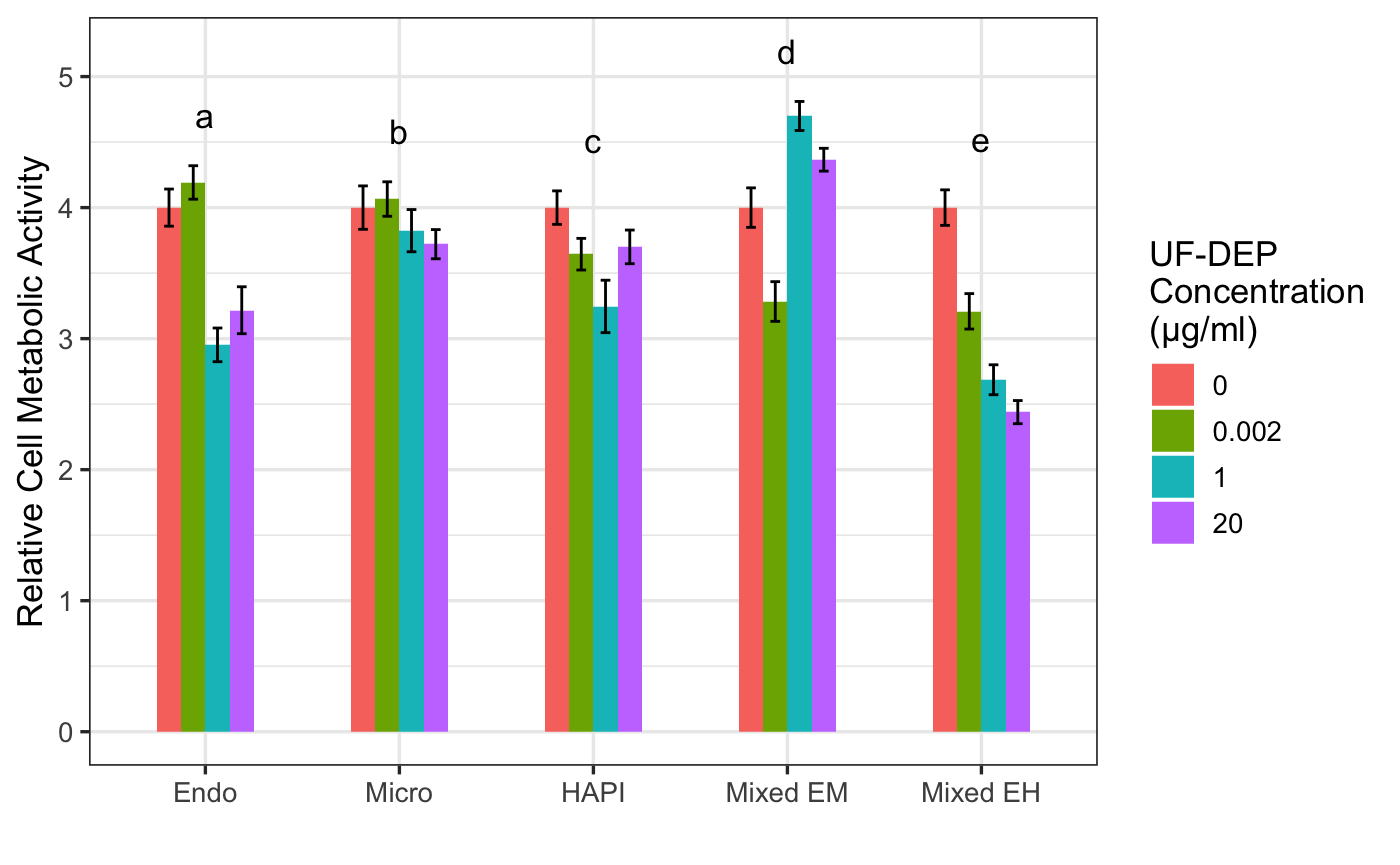 Relative Cell Metabolic Activity
5
4
3
2
1
0
a
b
c
d
e
Endo
Micro
HAPI
Mixed EM
Mixed EH
UF-DEP
Concentration
(µg/ml)
0
0.002
1
20